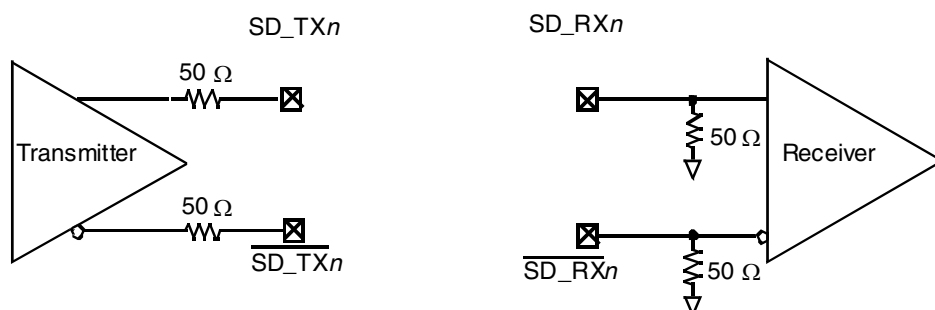 SD_TXn
SD_RXn
50 Ω
Transmitter
50 Ω
Receiver
50 Ω
SD_TXn
SD_RXn
50 Ω